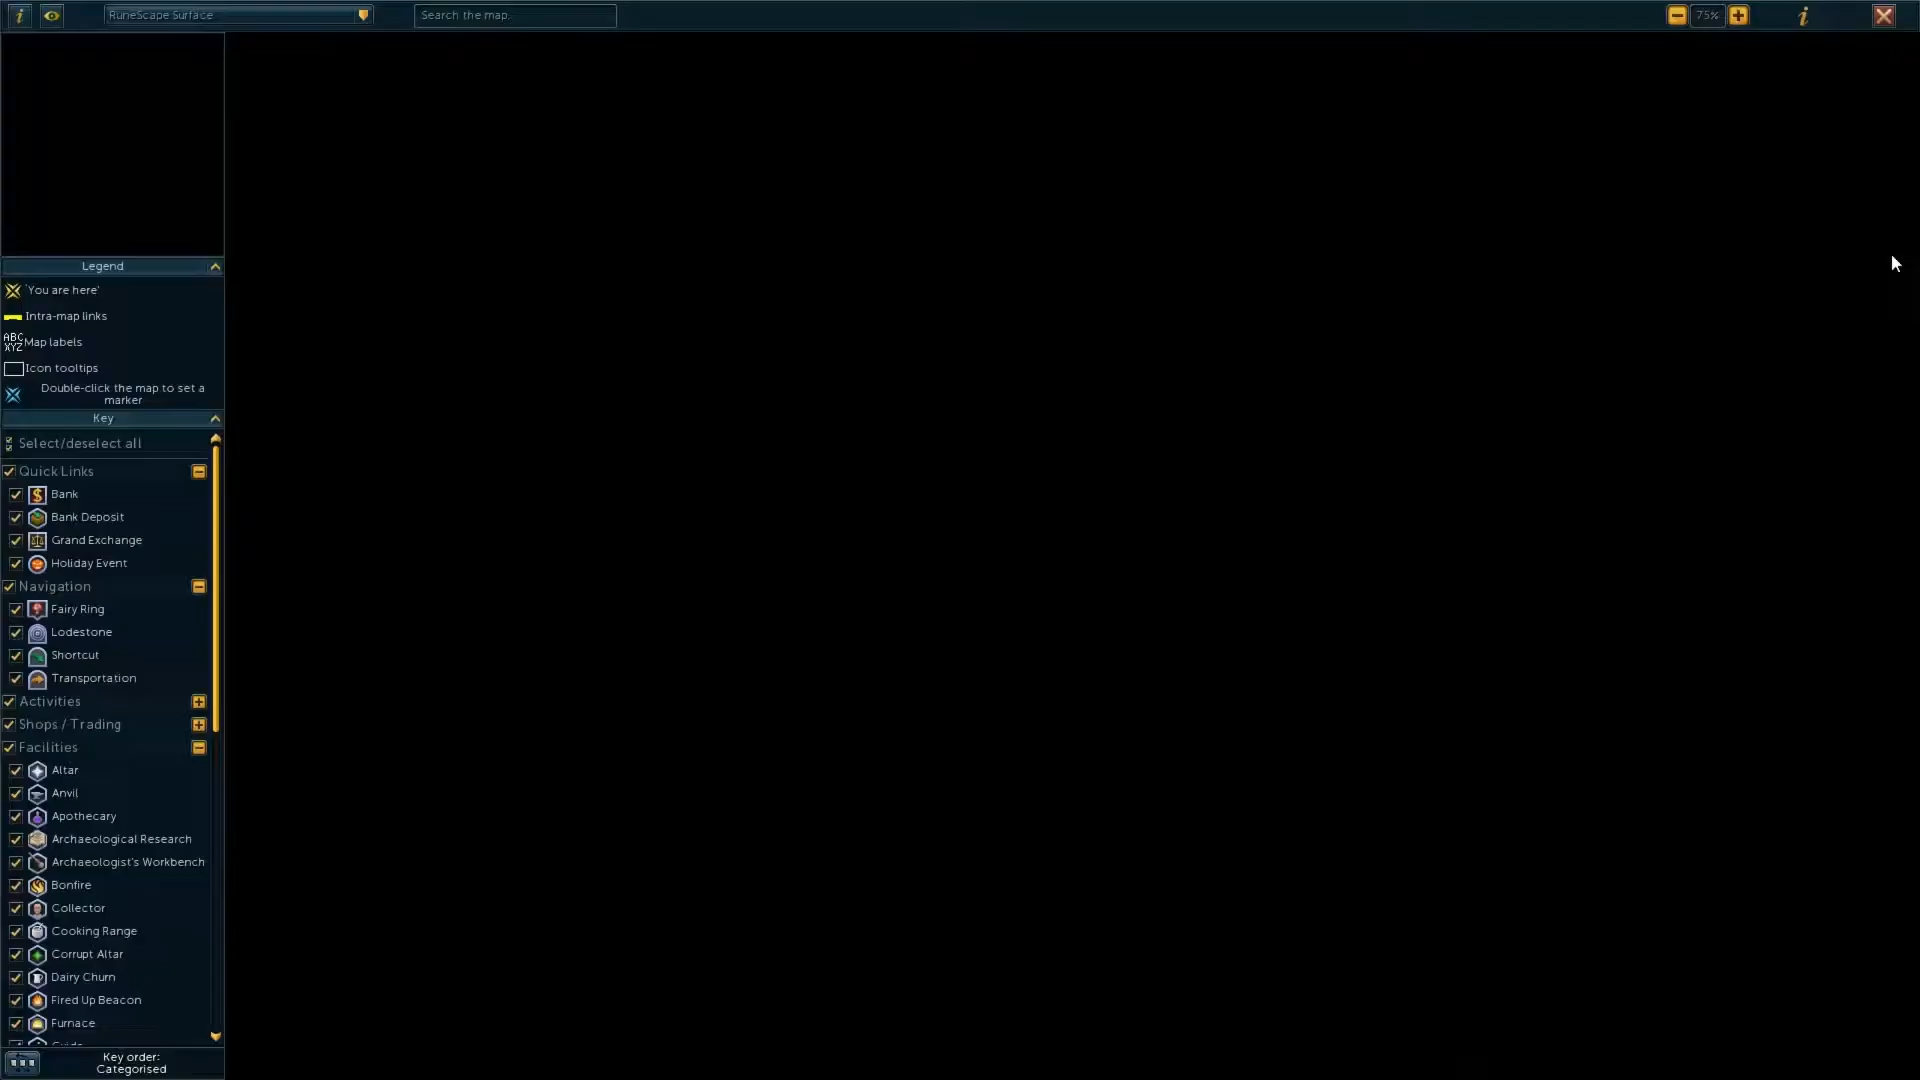 RuneScape Surface
Search the map.
75%
Legend
'You are here'
Intra-map links
ABC
XYZ
Map labels
Icon tooltips
Double-click the map to set a
marker
Key
Select/deselect all
Quick Links
Bank
Bank Deposit
Grand Exchange
Holiday Event
Navigation
Fairy Ring
Lodestone
Shortcut
Transportation
Activities
Shops / Trading
Facilities
Altar
Anvil
Apothecary
Archaeological Research
Archaeologist's Workbench
Bonfire
Collector
Cooking Range
Corrupt Altar
Dairy Churn
Fired Up Beacon
Furnace
Key order:
Categorised